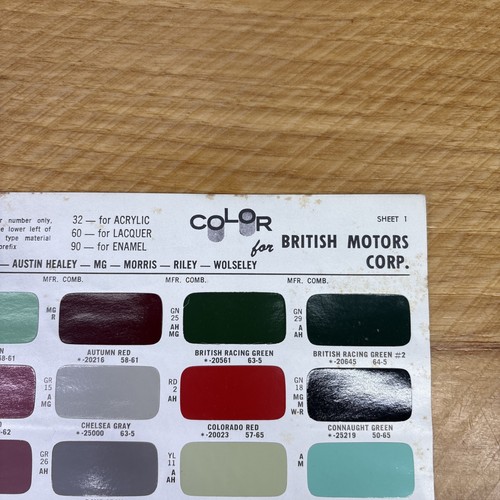 r number only,
e lower left of
type material
prefix
32 — for ACRYLIC
60 — for LACQUER
90 — for ENAMEL
COLOR
for
BRITISH MOTORS
CORP.
SHEET 1
— AUSTIN HEALEY — MG — MORRIS — RILEY — WOLSELEY
MFR. COMB.
MFR. COMB.
MFR. COMB.
MG
R
GN
25
A
AH
GN
29
A
AH
MG
N
AUTUMN RED
BRITISH RACING GREEN
BRITISH RACING GREEN #2
-61
*-20216 58-61
*-20561 63-5
*-20645 64-5
GR
15
A
MG
RD
2
AH
GN
18
MG
M
W-R
CHELSEA GRAY
COLORADO RED
CONNAUGHT GREEN
-62
*-25000 63-5
*-20023 57-65
*-25219 50-65
GR
26
AH
YL
11
A
AH
A
M